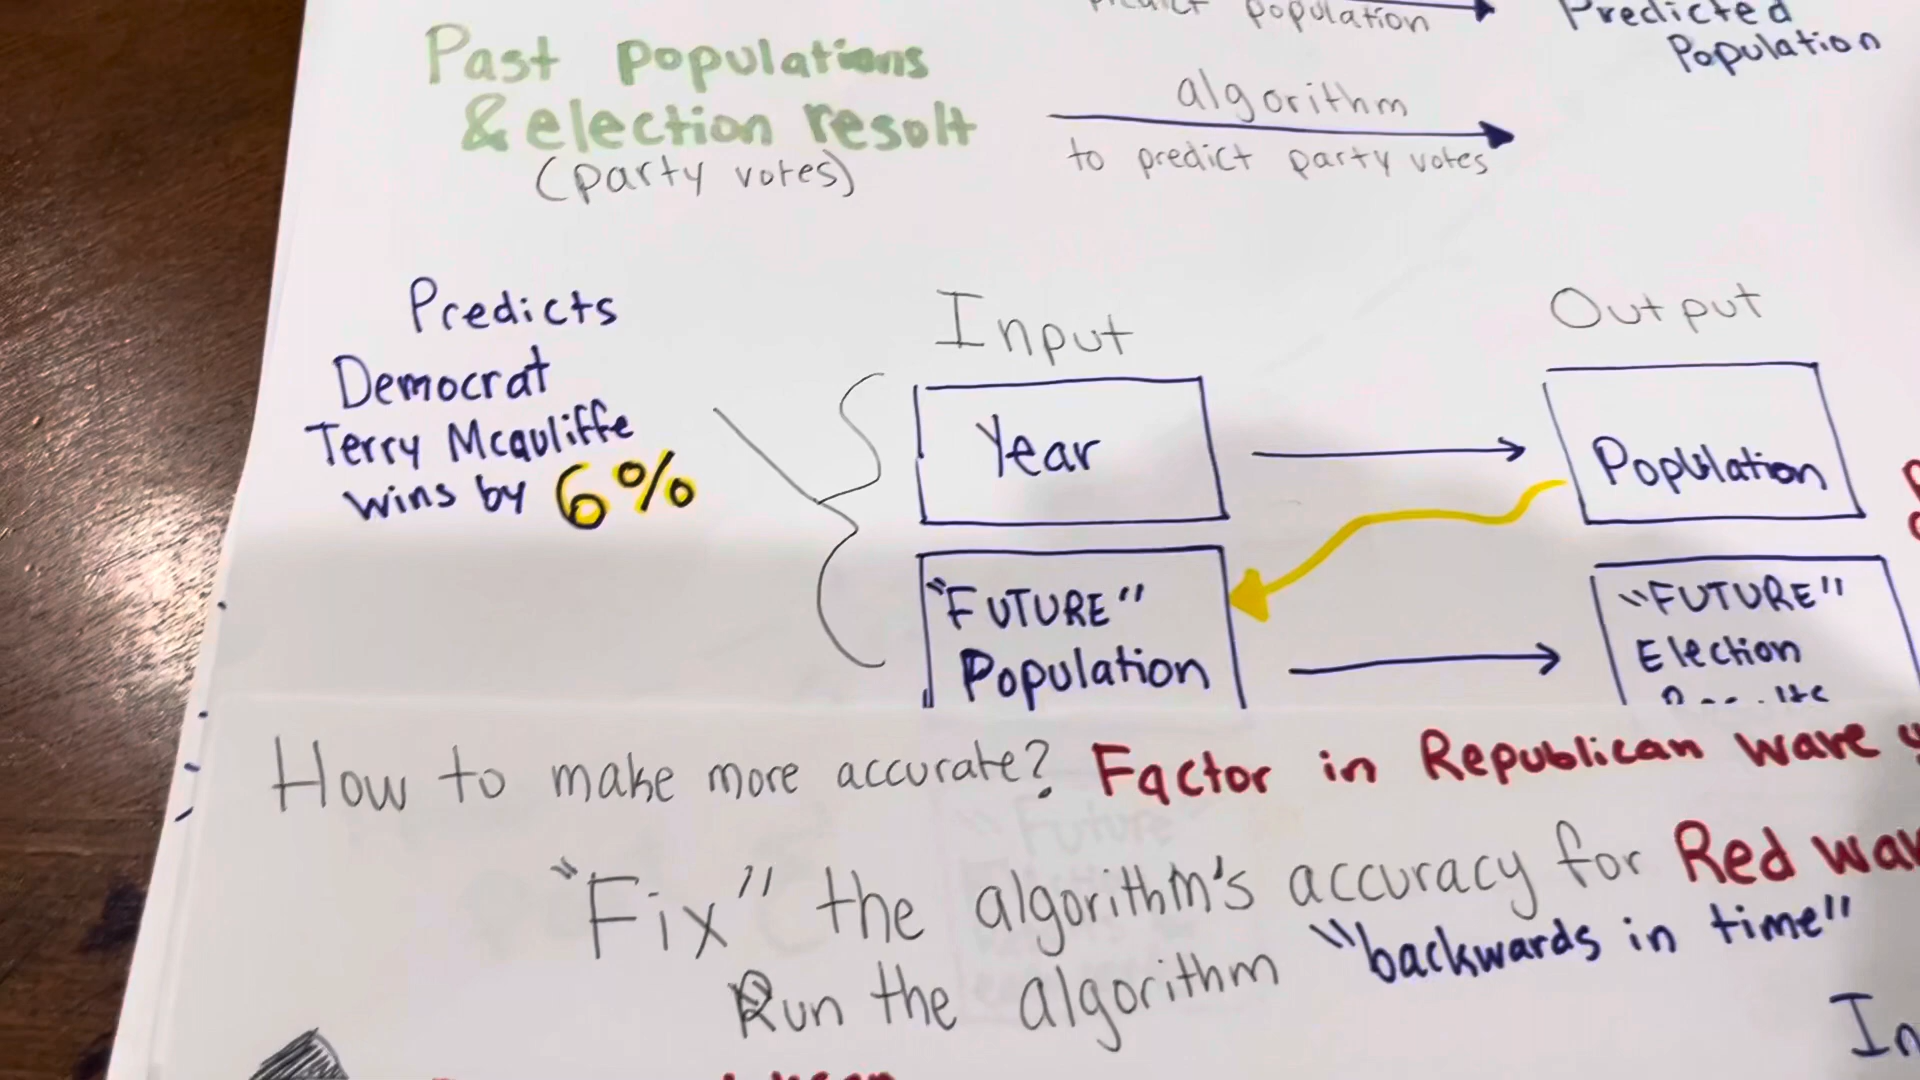 predict population
Predicted
Population
Past populations
& election result
(party votes)
algorithm
to predict party votes
Predicts
Democrat
Terry Mcauliffe
wins by 6%
Input
Output
Year
Population
"FUTURE"
Population
"FUTURE"
Election
How to make more accurate? Factor in Republican wave
"Fix" the algorithm's accuracy for Red
Run the algorithm "backwards in time"